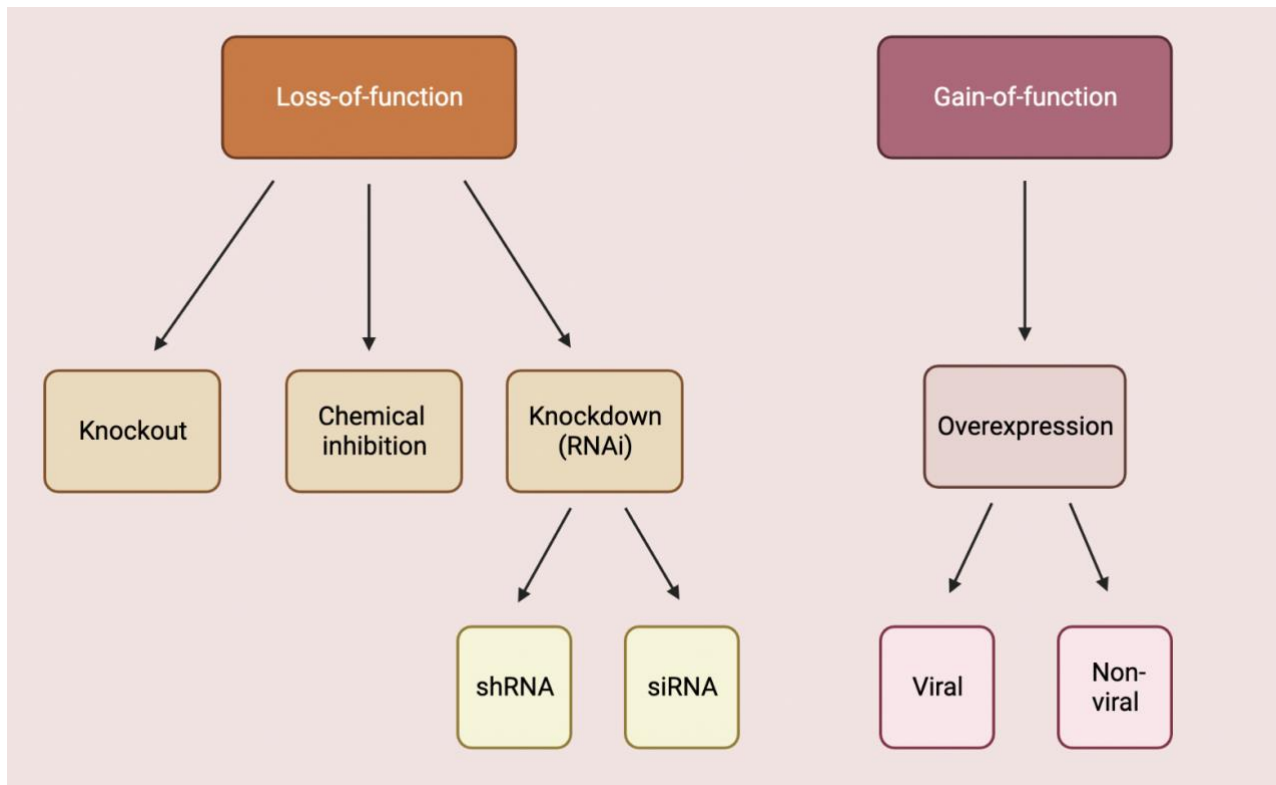 Loss-of-function
Gain-of-function
Knockout
Chemical
inhibition
Knockdown
(RNAi)
Overexpression
shRNA
siRNA
Viral
Non-
viral